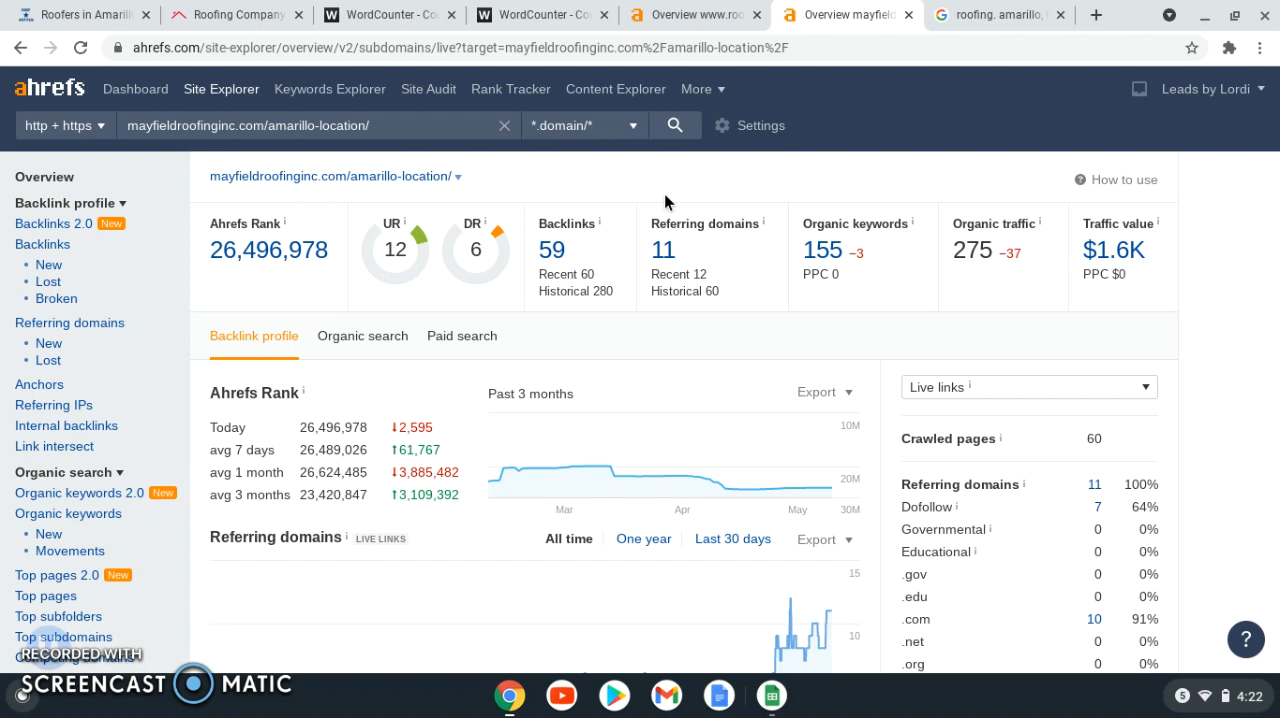 Roofers in Amarill
Roofing Company
WordCounter - Co
WordCounter - Co
Overview www.roo
Overview mayfield
roofing. amarillo,
ahrefs.com/site-explorer/overview/v2/subdomains/live?target=mayfieldroofinginc.com%2Famarillo-location%2F
ahrefs
Dashboard
Site Explorer
Keywords Explorer
Site Audit
Rank Tracker
Content Explorer
More
Leads by Lordi
http + https
mayfieldroofinginc.com/amarillo-location/
*.domain/*
Settings
Overview
Backlink profile
Backlinks 2.0 New
Backlinks
• New
• Lost
• Broken
Referring domains
• New
• Lost
Anchors
Referring IPs
Internal backlinks
Link intersect
Organic search
Organic keywords 2.0 New
Organic keywords
• New
• Movements
Top pages 2.0 New
Top pages
Top subfolders
Top subdomains
Competing domains
mayfieldroofinginc.com/amarillo-location/
? How to use
Ahrefs Rank i
26,496,978
UR i
12
DR i
6
Backlinks i
59
Recent 60
Historical 280
Referring domains i
11
Recent 12
Historical 60
Organic keywords i
155 −3
PPC 0
Organic traffic i
275 −37
Traffic value i
$1.6K
PPC $0
Backlink profile
Organic search
Paid search
Ahrefs Rank i
Today 26,496,978 ↓2,595
avg 7 days 26,489,026 ↑61,767
avg 1 month 26,624,485 ↓3,885,482
avg 3 months 23,420,847 ↑3,109,392
Past 3 months
Export
10M
20M
30M
Mar
Apr
May
Referring domains i LIVE LINKS
All time
One year
Last 30 days
Export
15
10
Live links i
Crawled pages i 60
Referring domains i 11 100%
Dofollow i 7 64%
Governmental i 0 0%
Educational i 0 0%
.gov 0 0%
.edu 0 0%
.com 10 91%
.net 0 0%
.org 0 0%
?
RECORDED WITH
SCREENCAST MATIC
5
4:22